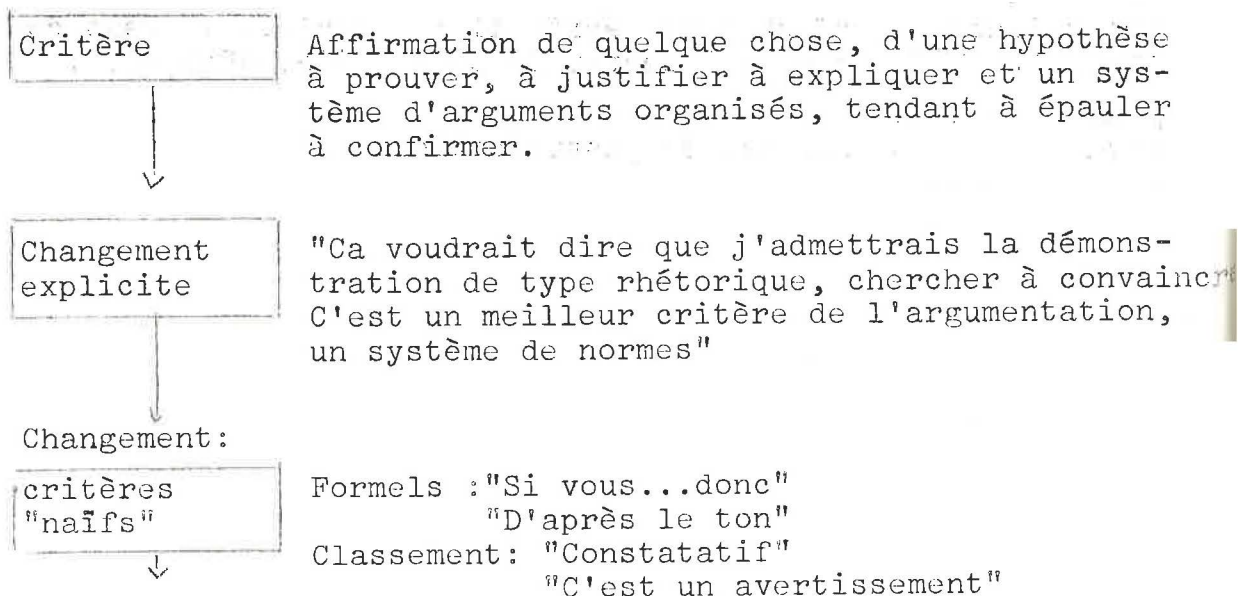 Critère
Affirmation de quelque chose, d'une hypothèse
à prouver, à justifier à expliquer et un sys-
tème d'arguments organisés, tendant à épauler
à confirmer.
Changement
explicite
"Ca voudrait dire que j'admettrais la démons-
tration de type rhétorique, chercher à convaincre
C'est un meilleur critère de l'argumentation,
un système de normes"
Changement:
critères
"naïfs"
Formels :"Si vous...donc"
"D'après le ton"
Classement: "Constatatif"
"C'est un avertissement"